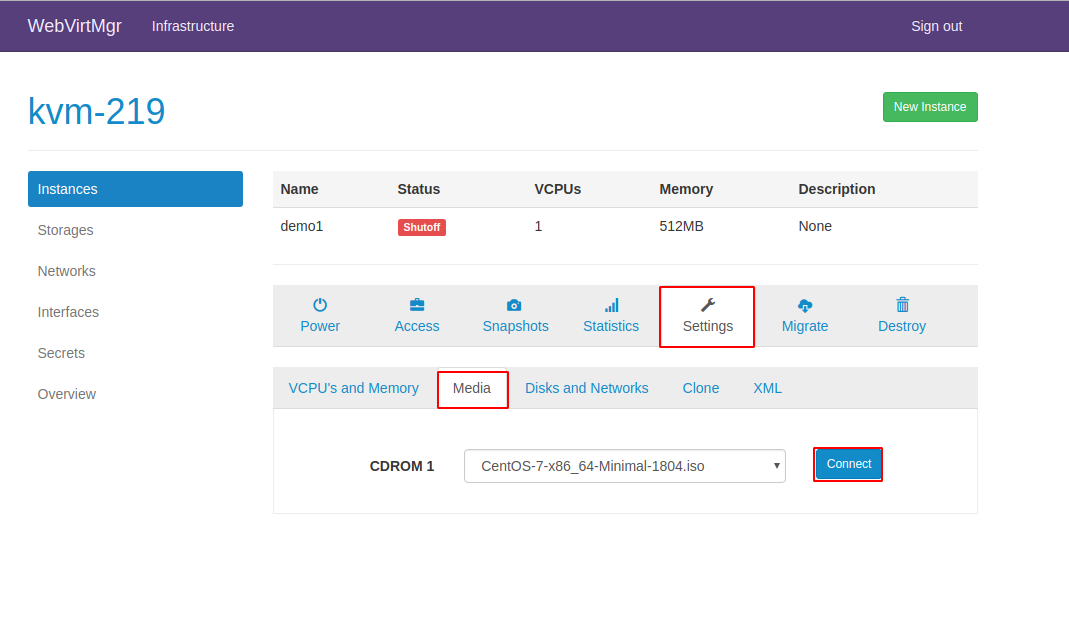 WebVirtMgr Infrastructure Sign out
kvm-219 New Instance
Instances
Storages
Networks
Interfaces
Secrets
Overview
Name Status VCPUs Memory Description
demo1 Shutoff 1 512MB None
Power Access Snapshots Statistics Settings Migrate Destroy
VCPU's and Memory Media Disks and Networks Clone XML
CDROM 1 CentOS-7-x86_64-Minimal-1804.iso Connect